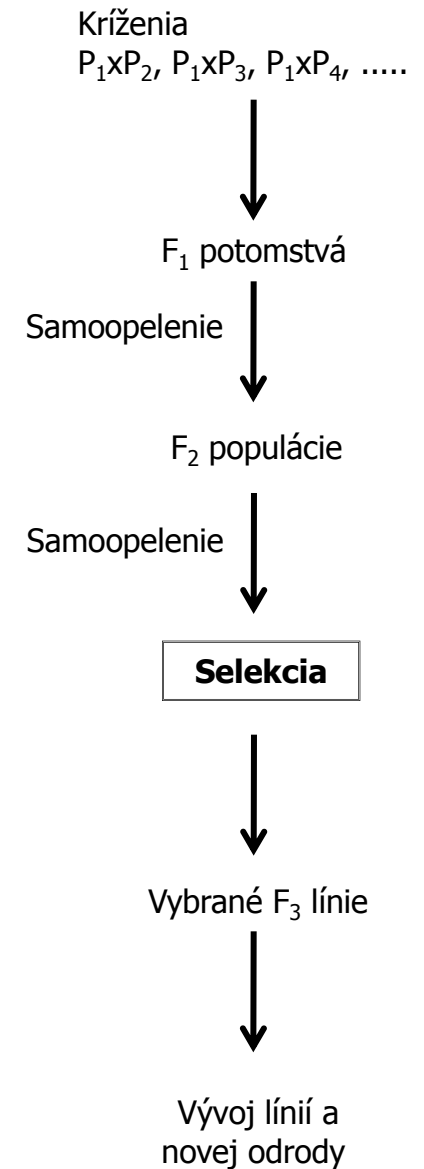 Kríženia
P₁xP₂, P₁xP₃, P₁xP₄, .....
F₁ potomstvá
Samoopelenie
F₂ populácie
Samoopelenie
Selekcia
Vybrané F₃ línie
Vývoj línií a
novej odrody